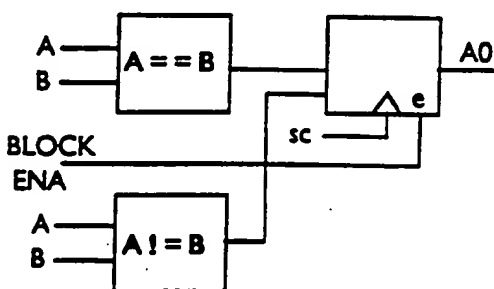 A
B
A = = B
A0
e
sc
BLOCK
ENA
A
B
A ! = B